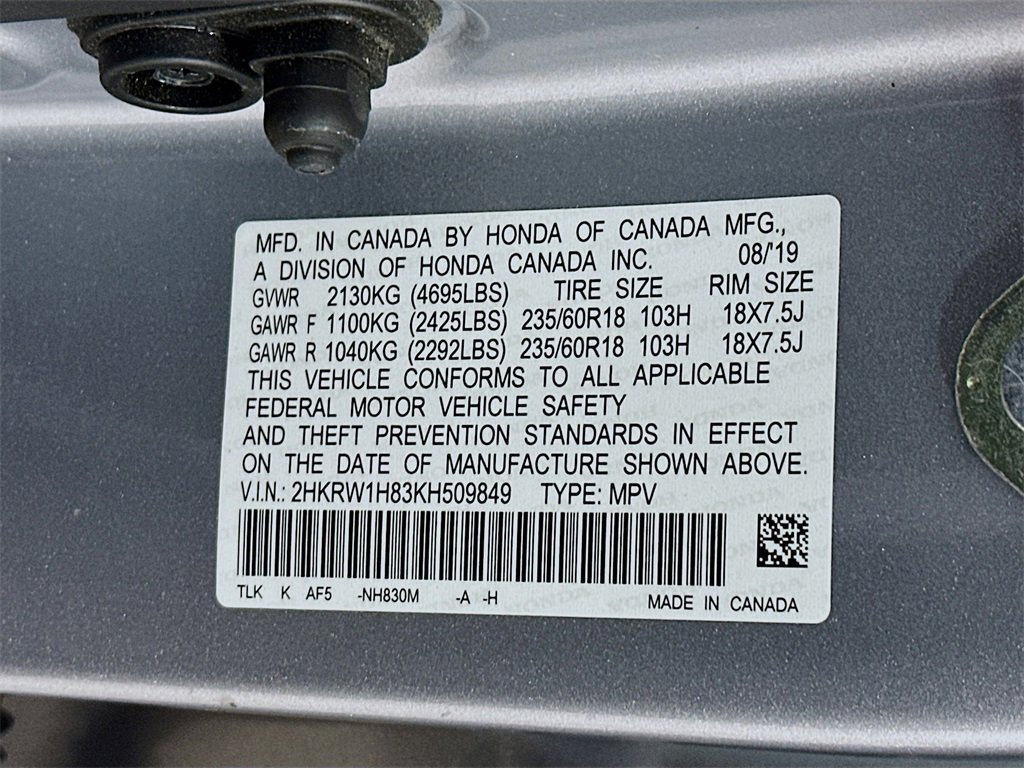 MFD. IN CANADA BY HONDA OF CANADA MFG.,
A DIVISION OF HONDA CANADA INC. 08/'19
GVWR 2130KG (4695LBS) TIRE SIZE RIM SIZE
GAWR F 1100KG (2425LBS) 235/60R18 103H 18X7.5J
GAWR R 1040KG (2292LBS) 235/60R18 103H 18X7.5J
THIS VEHICLE CONFORMS TO ALL APPLICABLE
FEDERAL MOTOR VEHICLE SAFETY
AND THEFT PREVENTION STANDARDS IN EFFECT
ON THE DATE OF MANUFACTURE SHOWN ABOVE.
V.I.N.: 2HKRW1H83KH509849 TYPE: MPV
TLK K AF5 -NH830M -A -H MADE IN CANADA